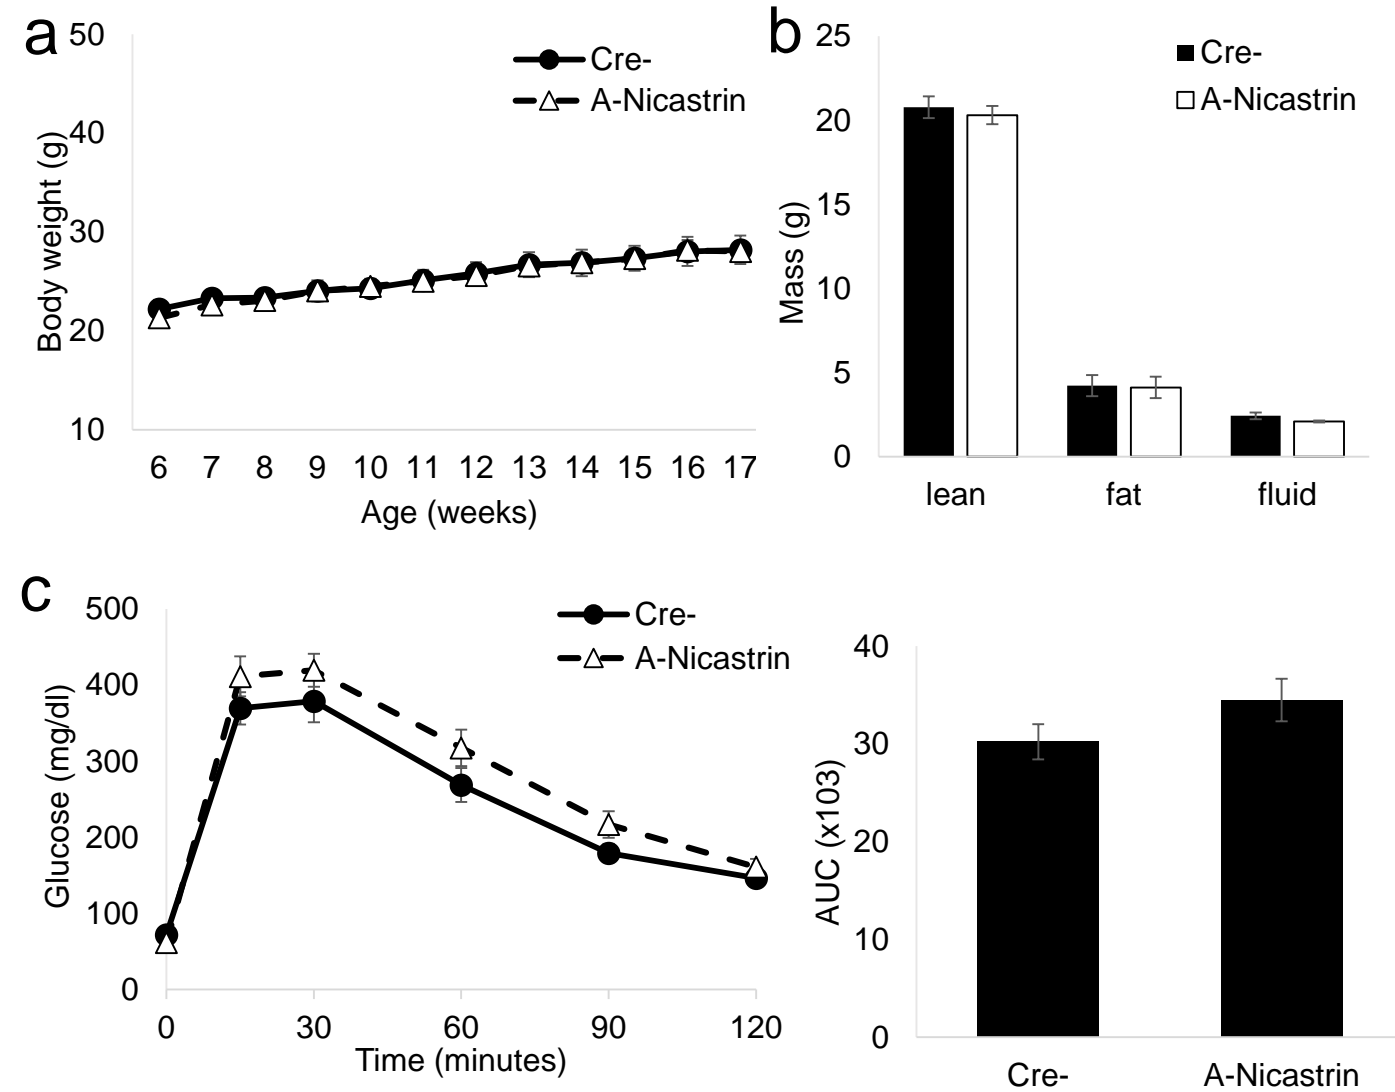 a
50
40
30
20
10
Body weight (g)
Cre-
A-Nicastrin
6 7 8 9 10 11 12 13 14 15 16 17
Age (weeks)
b
25
20
15
10
5
0
Mass (g)
Cre-
A-Nicastrin
lean fat fluid
c
500
400
300
200
100
0
Glucose (mg/dl)
Cre-
A-Nicastrin
0 30 60 90 120
Time (minutes)
40
30
20
10
0
AUC (x103)
Cre- A-Nicastrin